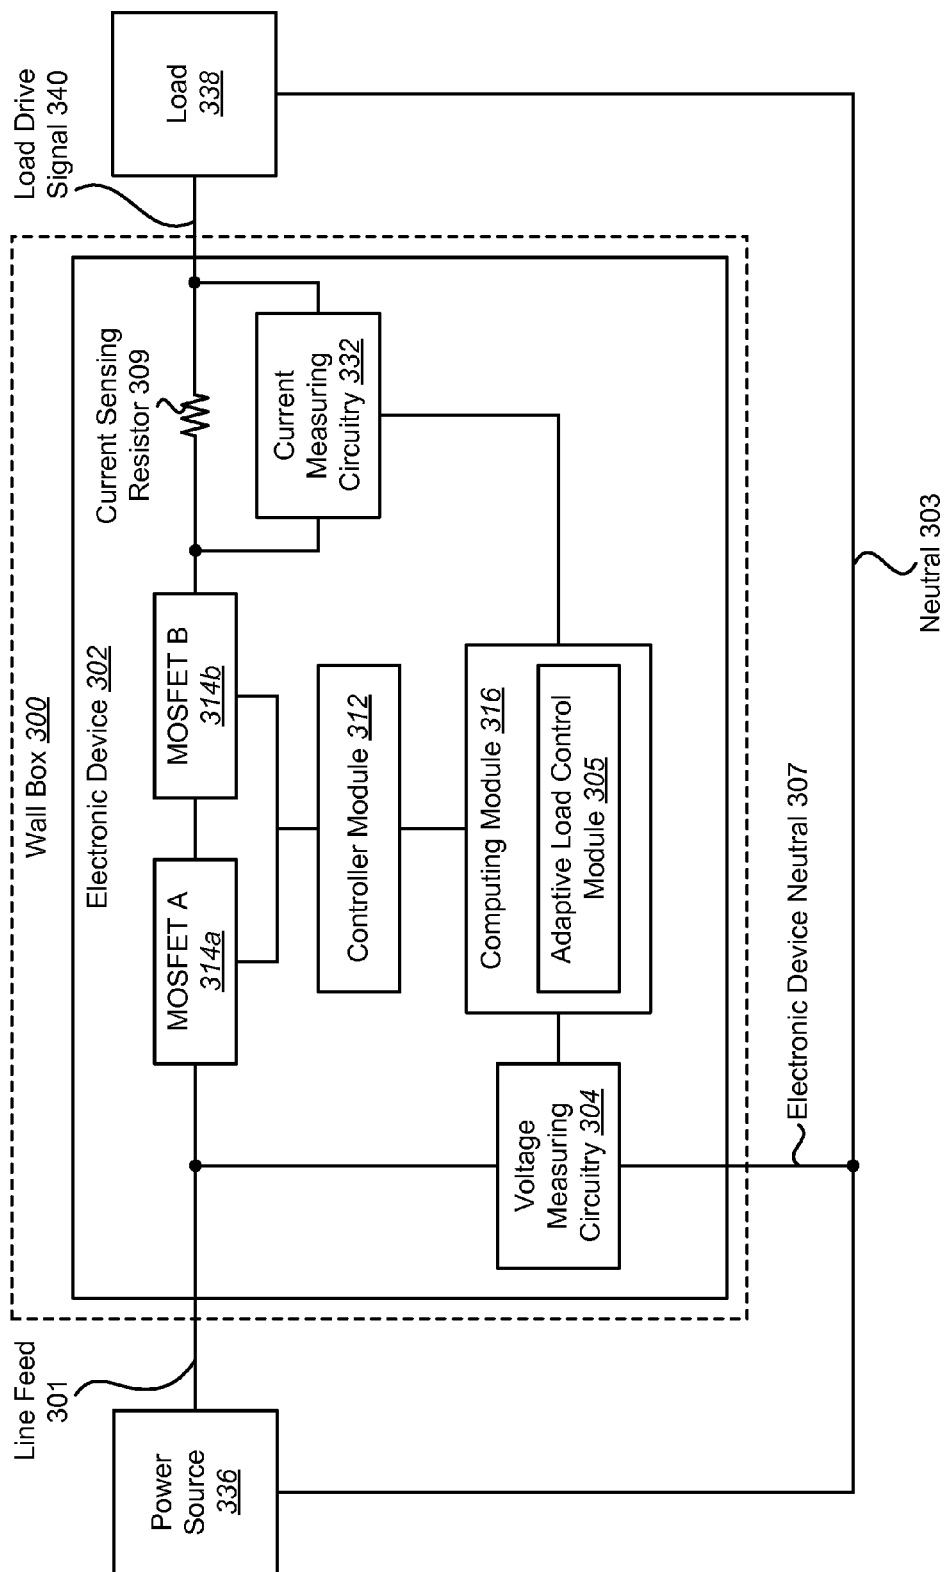 Wall Box 300
Electronic Device 302
Line Feed
301
Power
Source
336
MOSFET A
314a
MOSFET B
314b
Current Sensing
Resistor 309
Load Drive
Signal 340
Load
338
Controller Module 312
Current
Measuring
Circuitry 332
Voltage
Measuring
Circuitry 304
Computing Module 316
Adaptive Load Control
Module 305
Electronic Device Neutral 307
Neutral 303